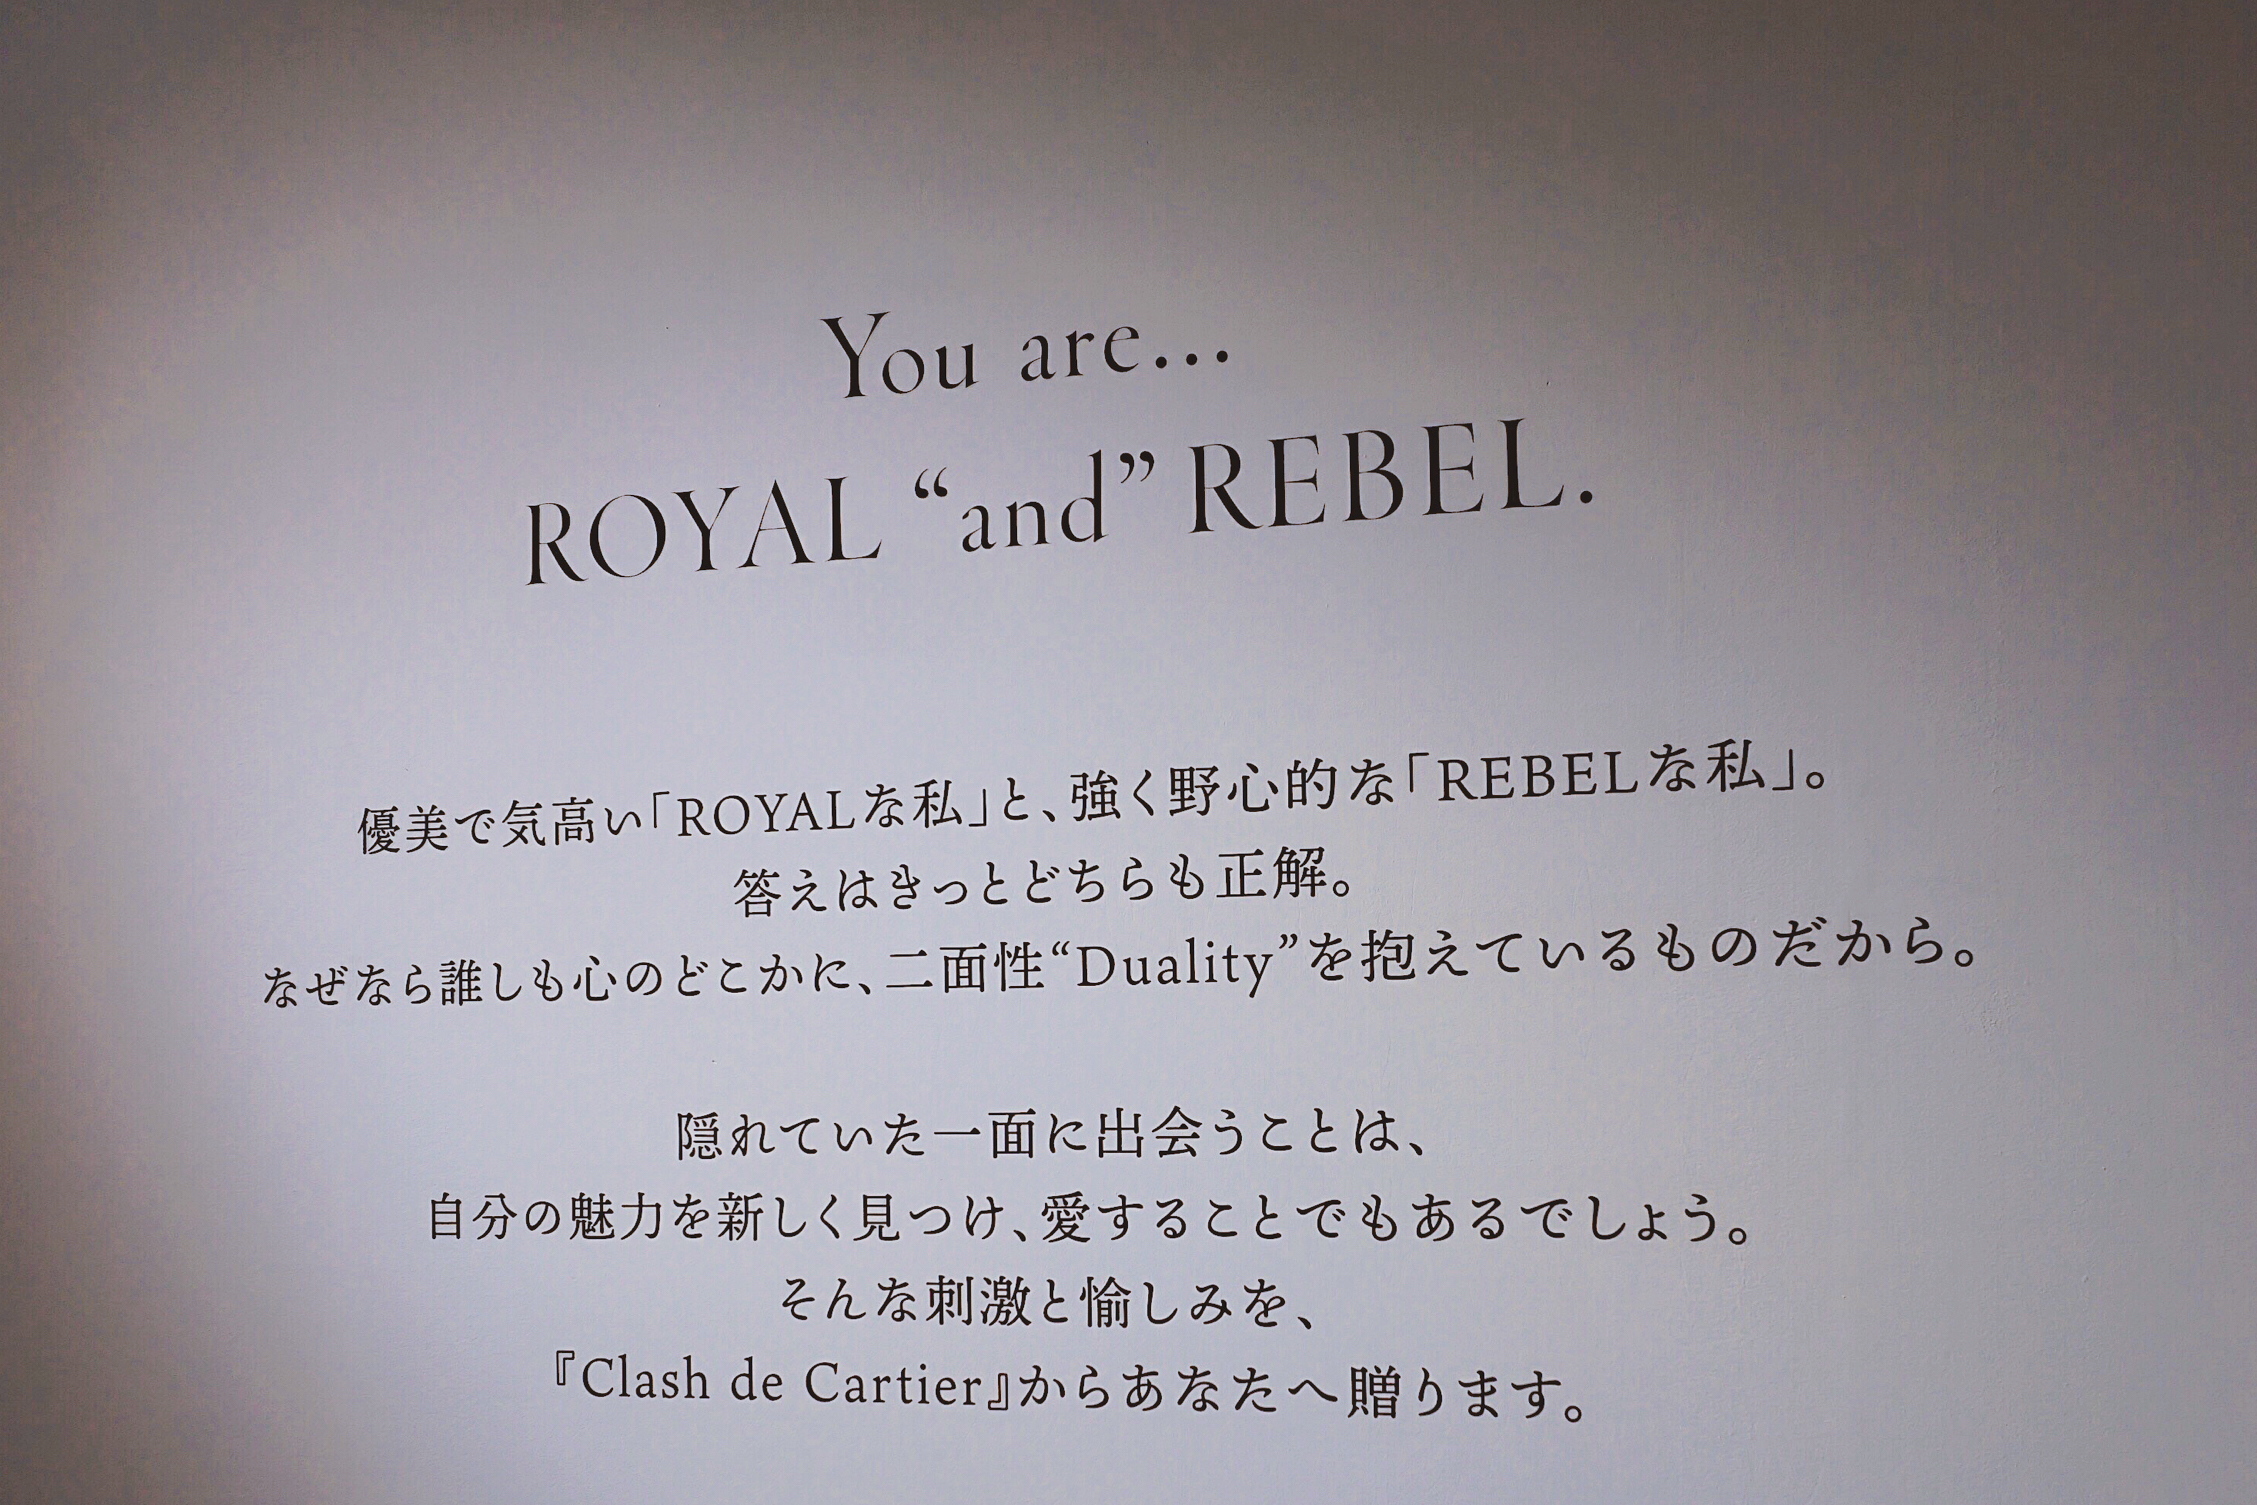 You are...
ROYAL “and” REBEL.
優美で気高い「ROYALな私」と、強く野心的な「REBELな私」。
答えはきっとどちらも正解。
なぜなら誰しも心のどこかに、二面性“Duality”を抱えているものだから。
隠れていた一面に出会うことは、
自分の魅力を新しく見つけ、愛することでもあるでしょう。
そんな刺激と愉しみを、
『Clash de Cartier』からあなたへ贈ります。